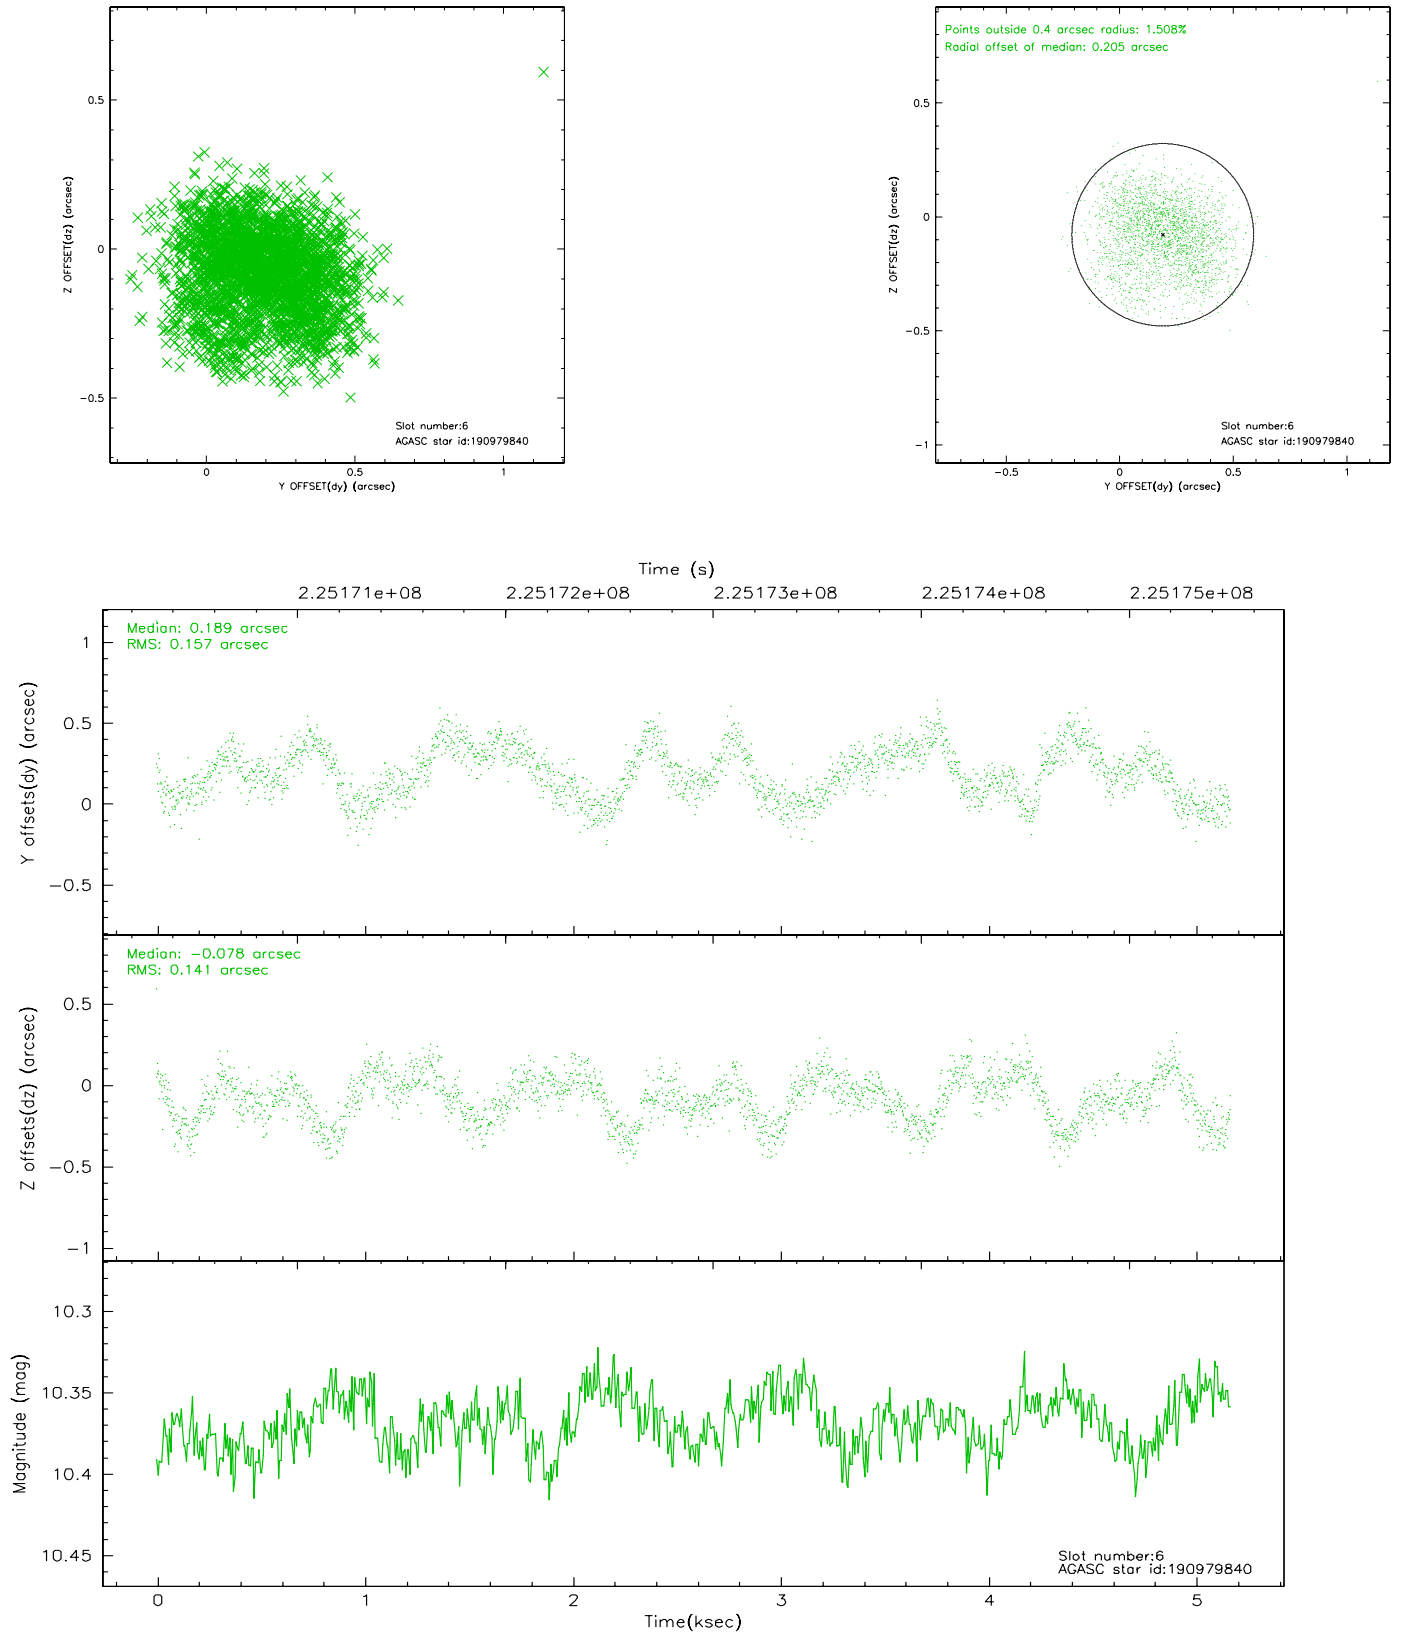 0.5
0
−0.5
Z OFFSET(dz) (arcsec)
Slot number:6
AGASC star id:190979840
0 0.5 1
Y OFFSET(dy) (arcsec)
Points outside 0.4 arcsec radius: 1.508%
Radial offset of median: 0.205 arcsec
0.5
0
−0.5
−1
Z OFFSET(dz) (arcsec)
Slot number:6
AGASC star id:190979840
−0.5 0 0.5 1
Y OFFSET(dy) (arcsec)
Time (s)
2.25171e+08 2.25172e+08 2.25173e+08 2.25174e+08 2.25175e+08
Median: 0.189 arcsec
RMS: 0.157 arcsec
1
0.5
0
−0.5
Y offsets(dy) (arcsec)
Median: −0.078 arcsec
RMS: 0.141 arcsec
0.5
0
−0.5
−1
Z offsets(dz) (arcsec)
10.3
10.35
10.4
10.45
Magnitude (mag)
Slot number:6
AGASC star id:190979840
0 1 2 3 4 5
Time(ksec)